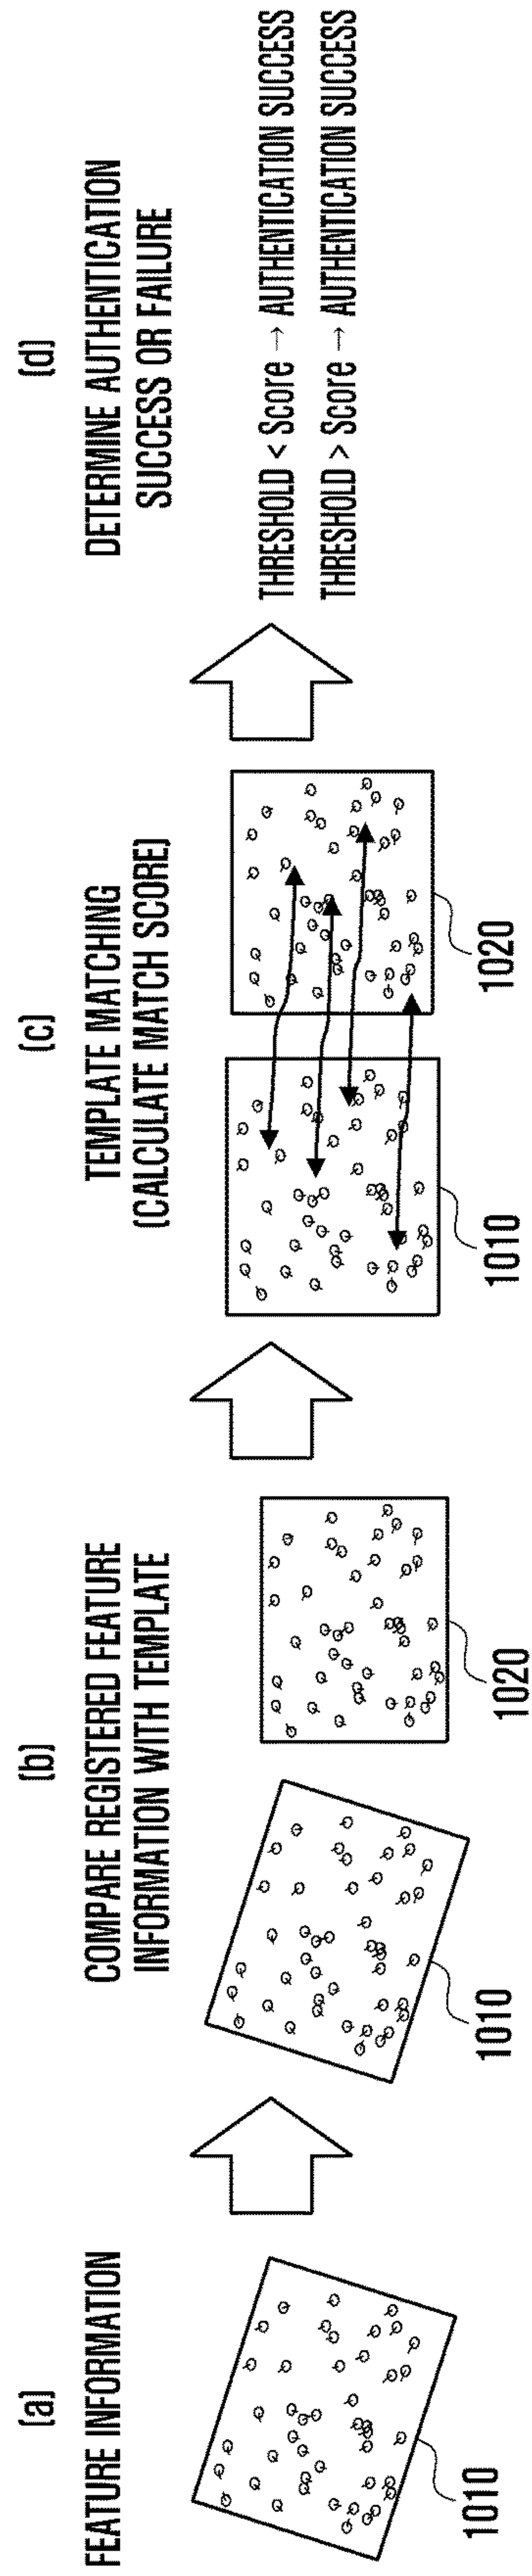 (a)
FEATURE INFORMATION
1010
(b)
COMPARE REGISTERED FEATURE
INFORMATION WITH TEMPLATE
1010
1020
(c)
TEMPLATE MATCHING
(CALCULATE MATCH SCORE)
1010
1020
(d)
DETERMINE AUTHENTICATION
SUCCESS OR FAILURE
THRESHOLD < Score → AUTHENTICATION SUCCESS
THRESHOLD > Score → AUTHENTICATION SUCCESS